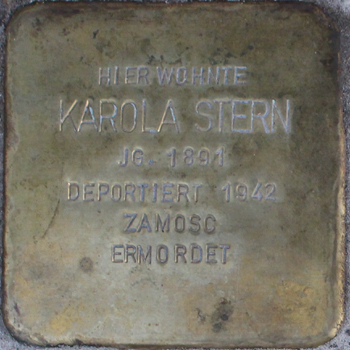 HIER WOHNTE
KAROLA STERN
JG. 1891
DEPORTIERT 1942
ZAMOSC
ERMORDET